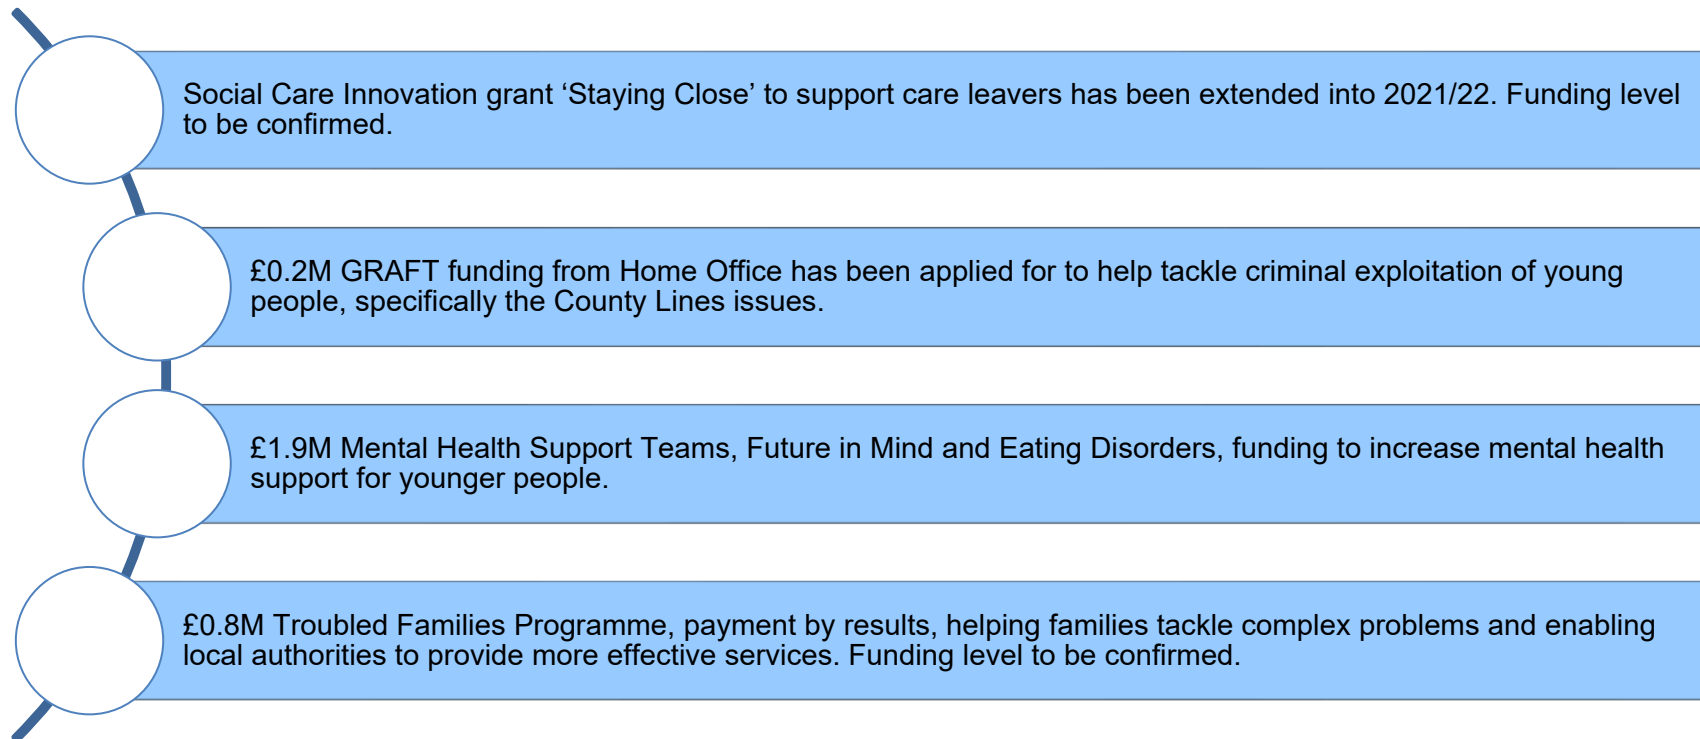 Social Care Innovation grant ‘Staying Close’ to support care leavers has been extended into 2021/22. Funding level
to be confirmed.
£0.2M GRAFT funding from Home Office has been applied for to help tackle criminal exploitation of young
people, specifically the County Lines issues.
£1.9M Mental Health Support Teams, Future in Mind and Eating Disorders, funding to increase mental health
support for younger people.
£0.8M Troubled Families Programme, payment by results, helping families tackle complex problems and enabling
local authorities to provide more effective services. Funding level to be confirmed.